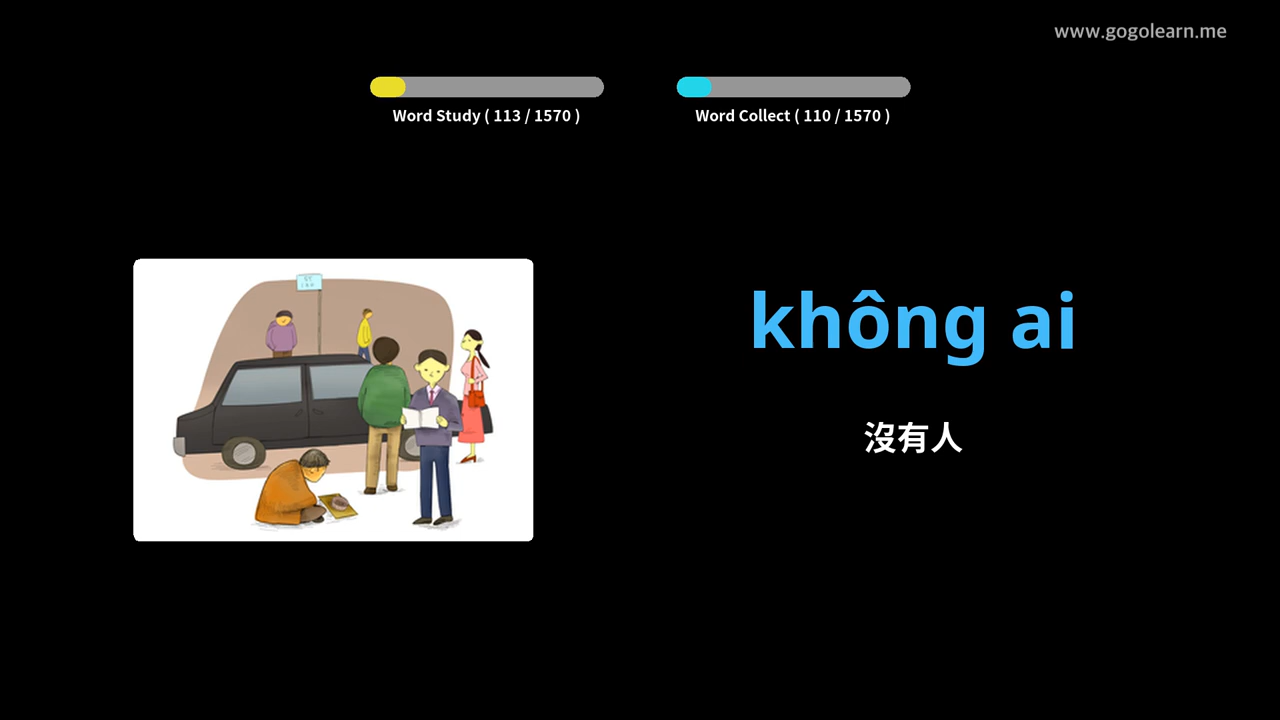 www.gogolearn.me
Word Study ( 113 / 1570 )
Word Collect ( 110 / 1570 )
không ai
沒有人